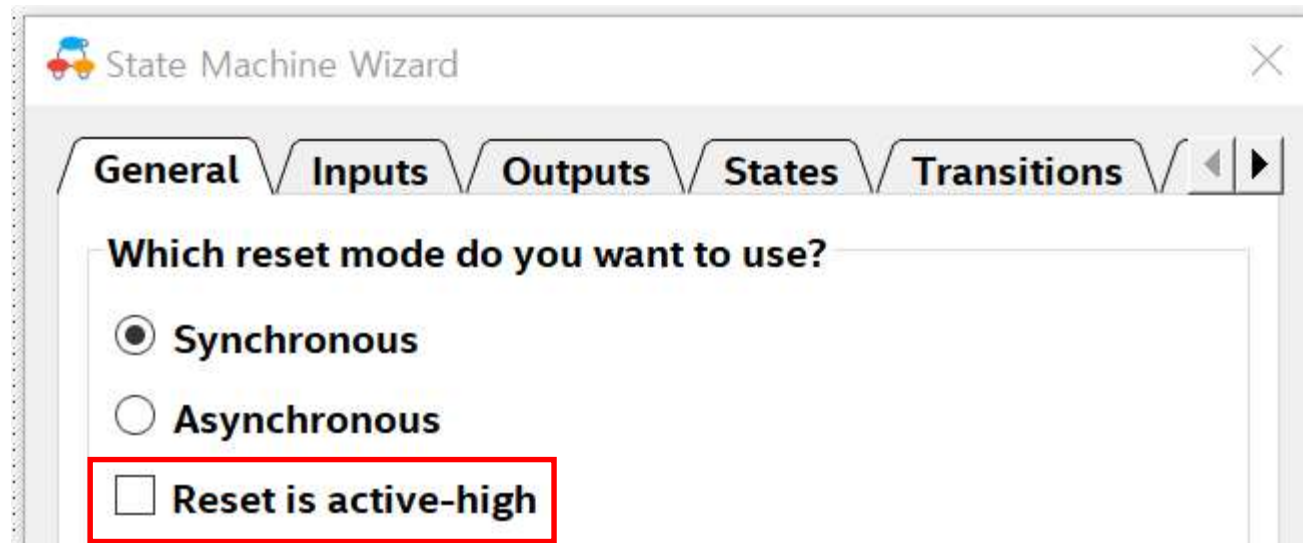 State Machine Wizard
General Inputs Outputs States Transitions
Which reset mode do you want to use?
Synchronous
Asynchronous
Reset is active-high